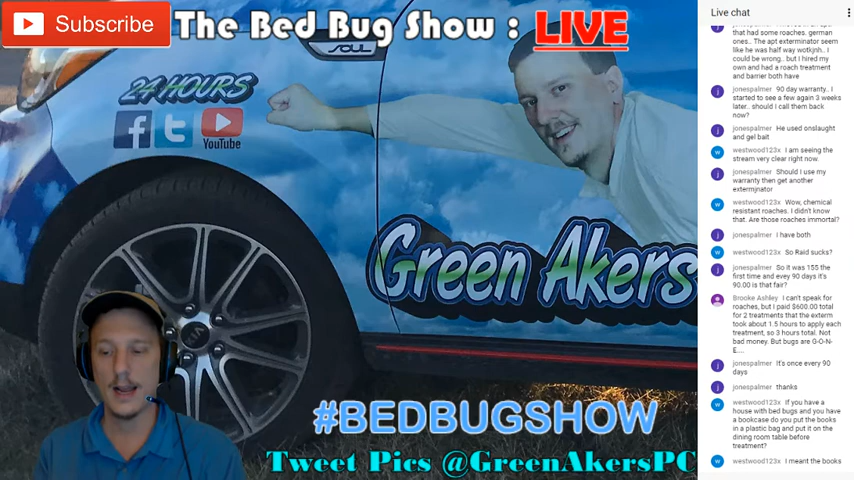 Subscribe
The Bed Bug Show : LIVE
SOUL
24 HOURS
YouTube
Green Akers
#BEDBUGSHOW
Tweet Pics @GreenAkersPC
Live chat
that had some roaches. german
ones.. The apt exterminator seem
like he was half way wotkjnh.. I
could be wrong.. but I hired my
own and had a roach treatment
and barrier both have
jonespalmer 90 day warranty.. I
started to see a few again 3 weeks
later.. should I call them back
now?
jonespalmer He used onslaught
and gel bait
westwood123x I am seeing the
stream very clear right now.
jonespalmer Should I use my
warranty then get another
extermjnator
westwood123x Wow, chemical
resistant roaches. I didn't know
that. Are those roaches immortal?
jonespalmer I have both
westwood123x So Raid sucks?
jonespalmer So it was 155 the
first time and evey 90 days it's
90.00 is that fair?
Brooke Ashley I can't speak for
roaches, but I paid $600.00 total
for 2 treatments that the exterm
took about 1.5 hours to apply each
treatment, so 3 hours total. Not
bad money. But bugs are G-O-N-
E....
jonespalmer It's once every 90
days
jonespalmer thanks
westwood123x If you have a
house with bed bugs and you have
a bookcase do you put the books
in a plastic bag and put it on the
dining room table before
treatment?
westwood123x I meant the books